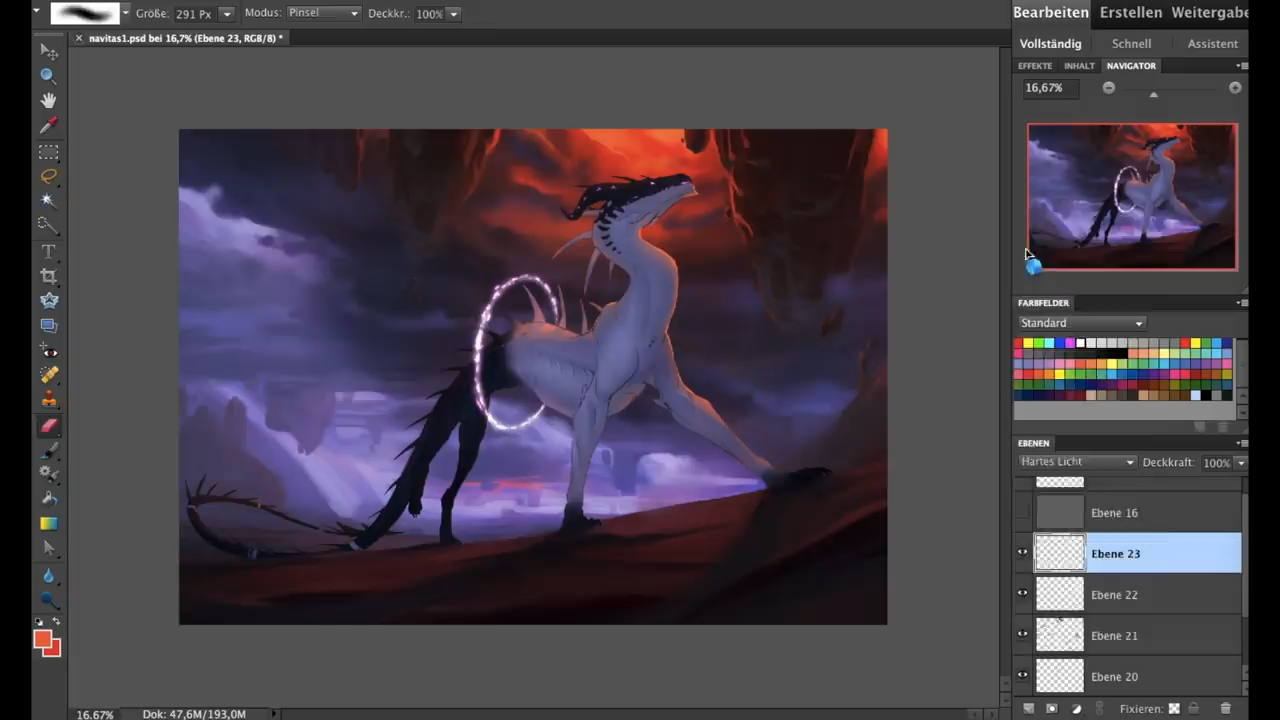 Größe: 291 Px Modus: Pinsel Deckkr.: 100%
Bearbeiten Erstellen Weitergabe
navitas1.psd bei 16,7% (Ebene 23, RGB/8) *
Vollständig Schnell Assistent
EFFEKTE INHALT NAVIGATOR
16,67%
FARBFELDER
Standard
EBENEN
Hartes Licht Deckkraft: 100%
Ebene 16
Ebene 23
Ebene 22
Ebene 21
Ebene 20
Fixieren:
16.67% Dok: 47,6M/193,0M